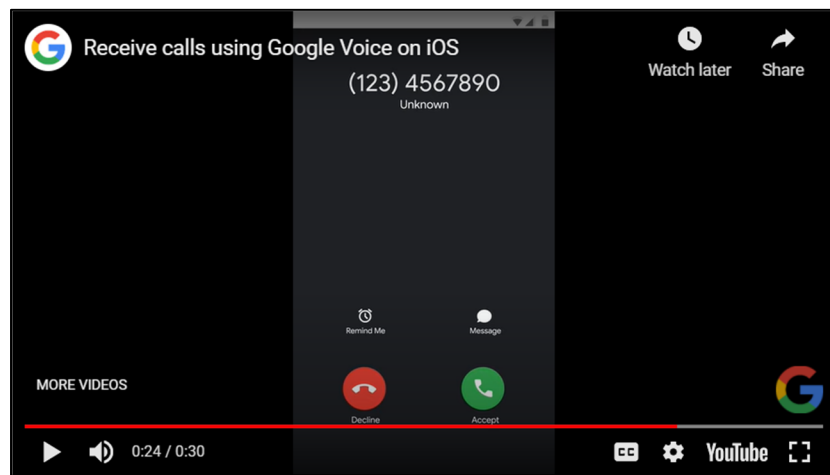 Receive calls using Google Voice on iOS
Watch later
Share
(123) 4567890
Unknown
Remind Me
Message
MORE VIDEOS
Decline
Accept
0:24 / 0:30
CC
YouTube